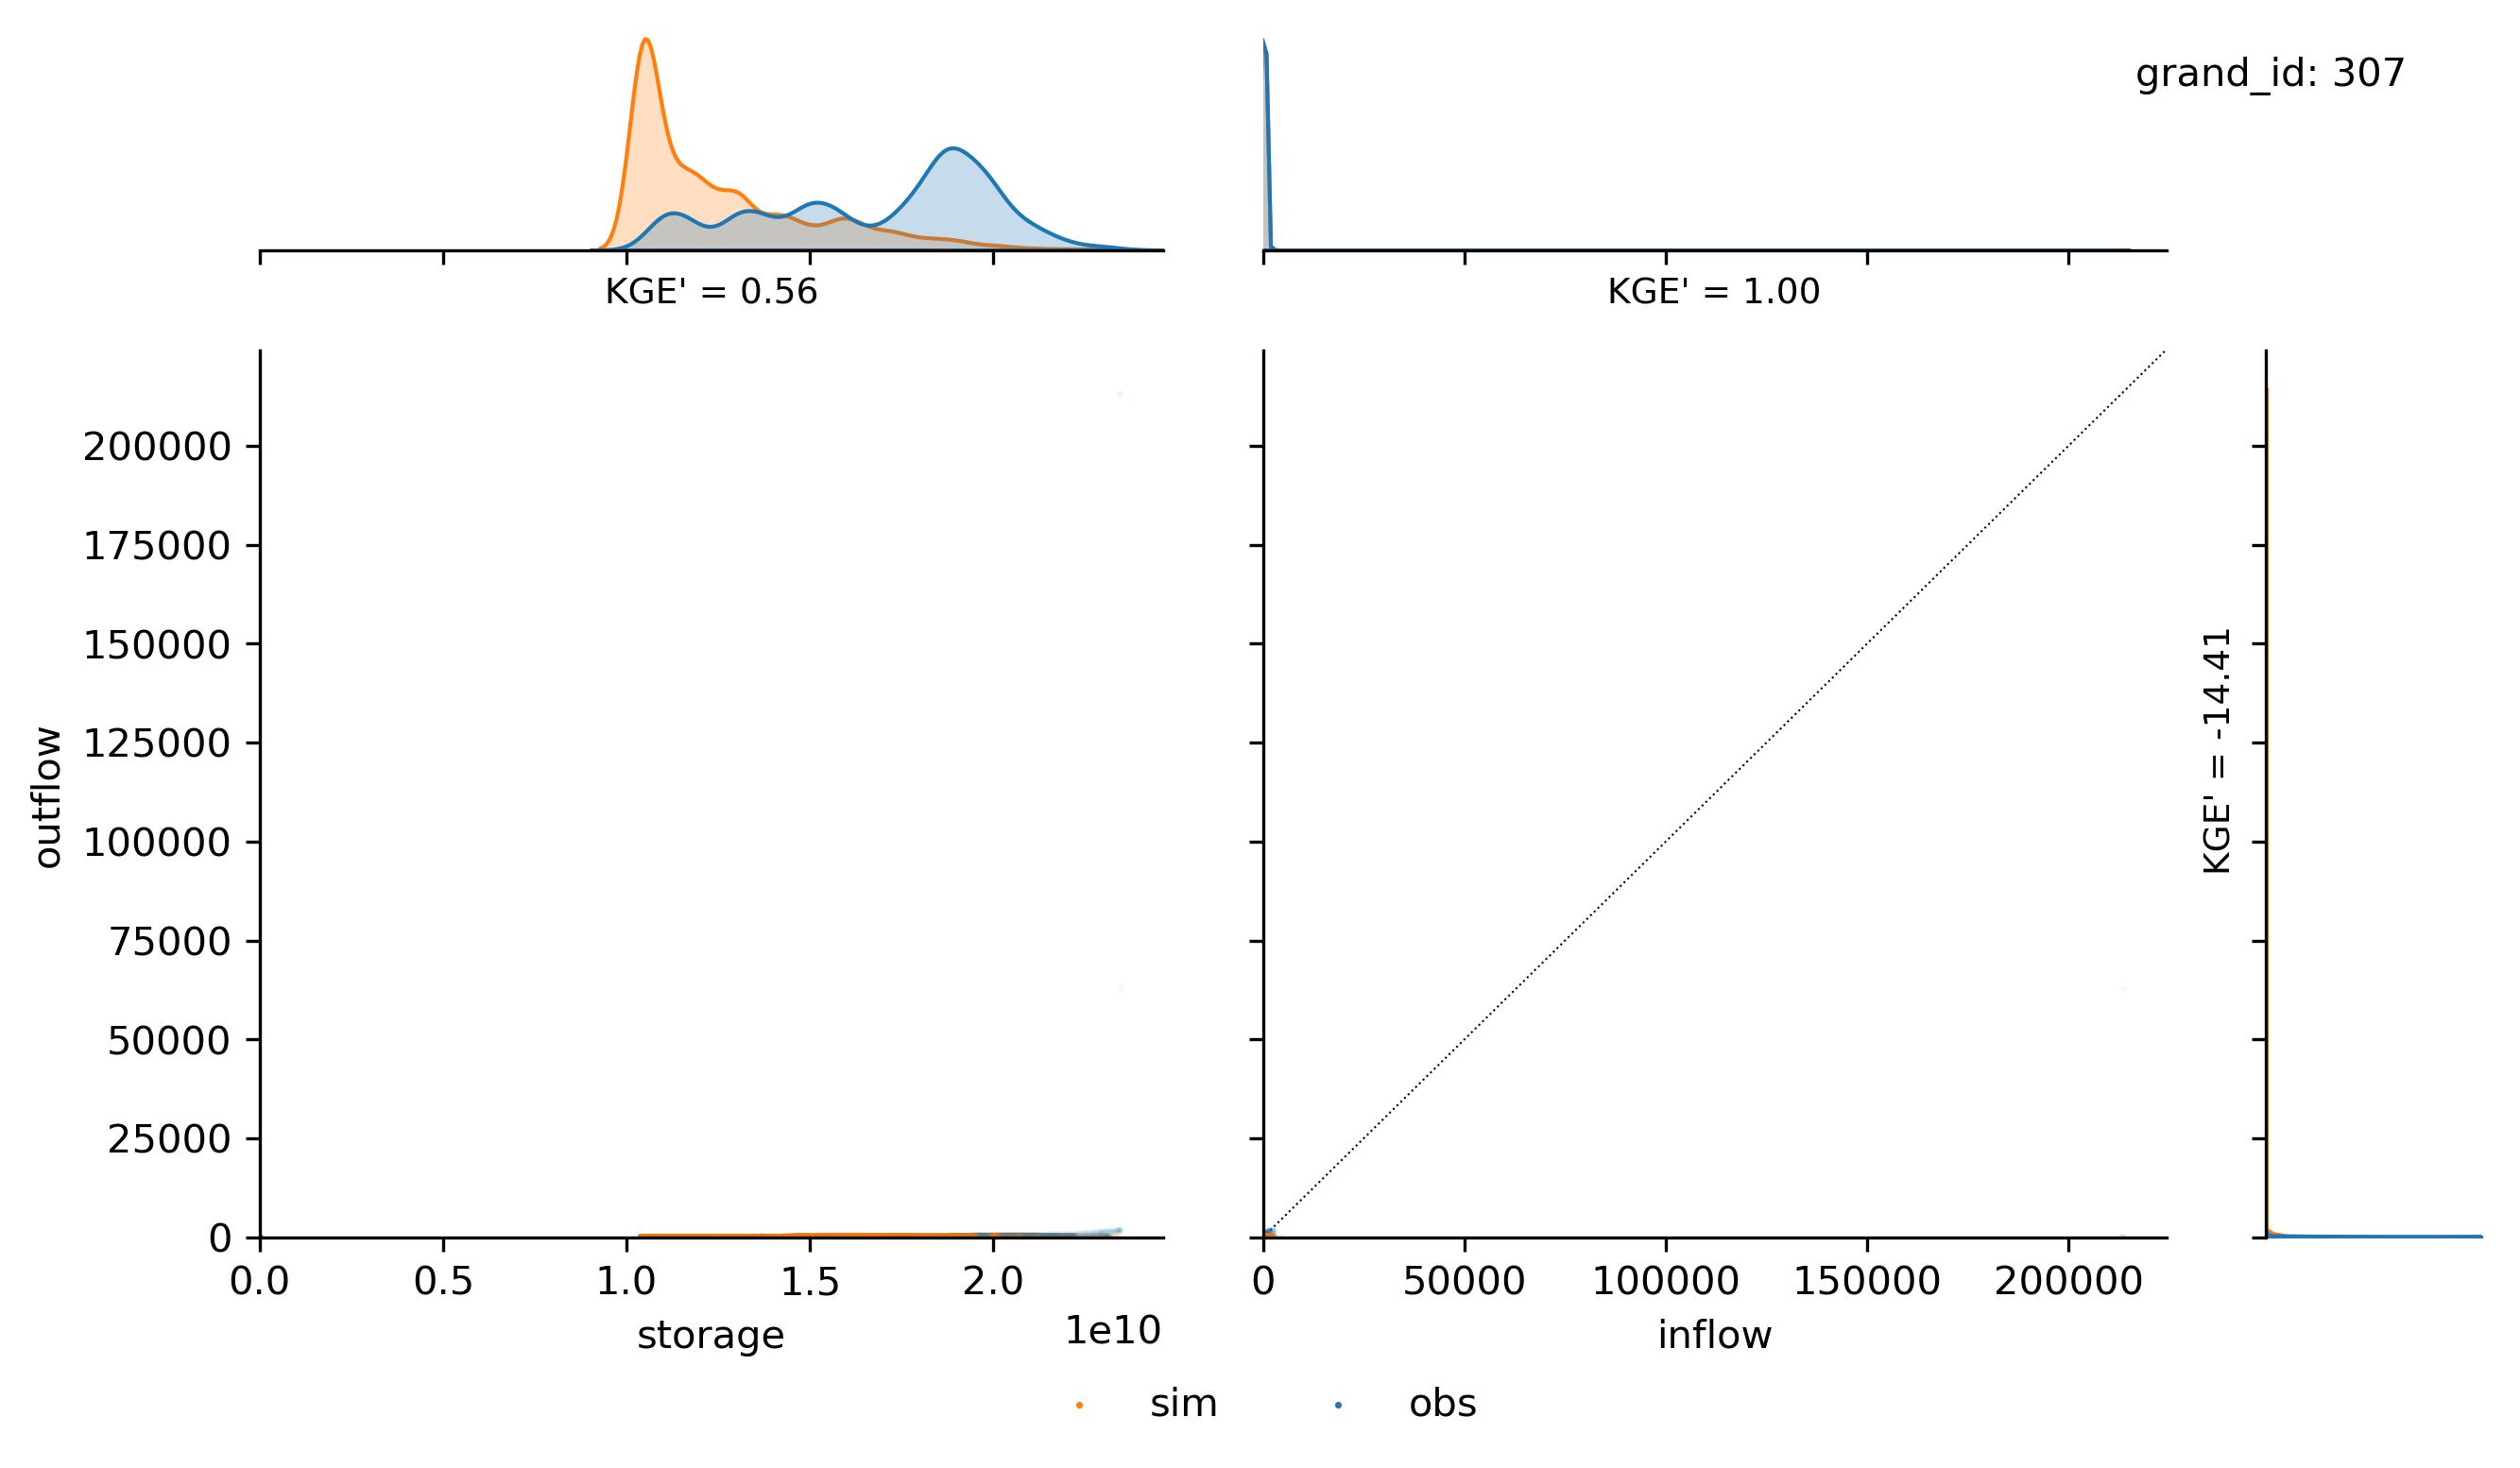 grand_id: 307
KGE' = 0.56
KGE' = 1.00
outflow
200000
175000
150000
125000
100000
75000
50000
25000
0
KGE' = -14.41
0.0 0.5 1.0 1.5 2.0
0 50000 100000 150000 200000
1e10
storage
inflow
sim obs